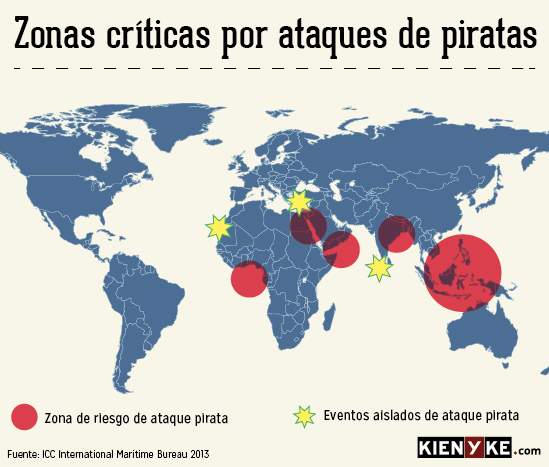 Zonas críticas por ataques de piratas
Zona de riesgo de ataque pirata
Eventos aislados de ataque pirata
Fuente: ICC International Maritime Bureau 2013
KIENYKE.com